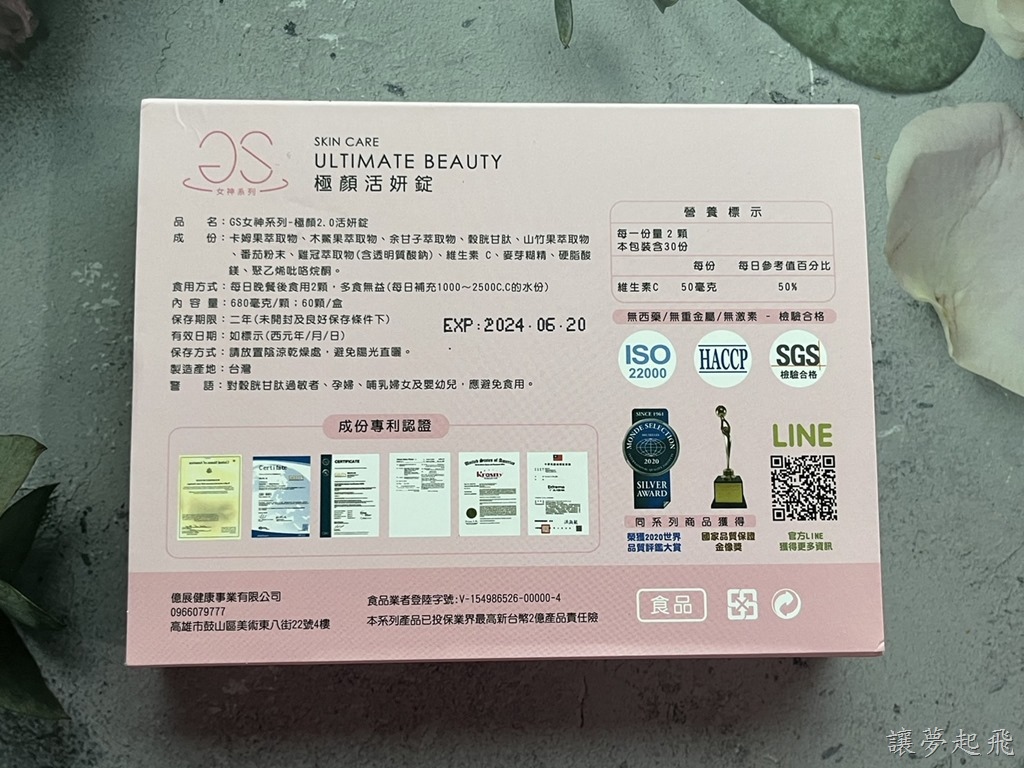 GS
女神系列
SKIN CARE
ULTIMATE BEAUTY
極顏活妍錠
品 名：GS女神系列-極顏2.0活妍錠
成 份：卡姆果萃取物、木鱉果萃取物、余甘子萃取物、穀胱甘肽、山竹果萃取物
、番茄粉末、雞冠萃取物(含透明質酸鈉)、維生素 C、麥芽糊精、硬脂酸
鎂、聚乙烯吡咯烷酮。
食用方式：每日晚餐後食用2顆，多食無益(每日補充1000～2500C.C的水份)
內 容 量：680毫克/顆；60顆/盒
保存期限：二年(未開封及良好保存條件下)
有效日期：如標示(西元年/月/日)
EXP:2024.06.20
保存方式：請放置陰涼乾燥處，避免陽光直曬。
製造產地：台灣
警 語：對穀胱甘肽過敏者、孕婦、哺乳婦女及嬰幼兒，應避免食用。
營養標示
每一份量 2 顆
本包裝含30份
每份 每日參考值百分比
維生素C 50毫克 50%
無西藥/無重金屬/無激素 - 檢驗合格
ISO
22000
HACCP
SGS
檢驗合格
成份專利認證
Certificate
CERTIFICATE
United States of America
SINCE 1961
MONDE SELECTION
2020
SILVER
AWARD
LINE
同系列商品獲得
榮獲2020世界
品質評鑑大賞
國家品質保證
金像獎
官方LINE
獲得更多資訊
億展健康事業有限公司
0966079777
高雄市鼓山區美術東八街22號4樓
食品業者登陸字號:V-154986526-00000-4
本系列產品已投保業界最高新台幣2億產品責任險
食品
讓夢起飛